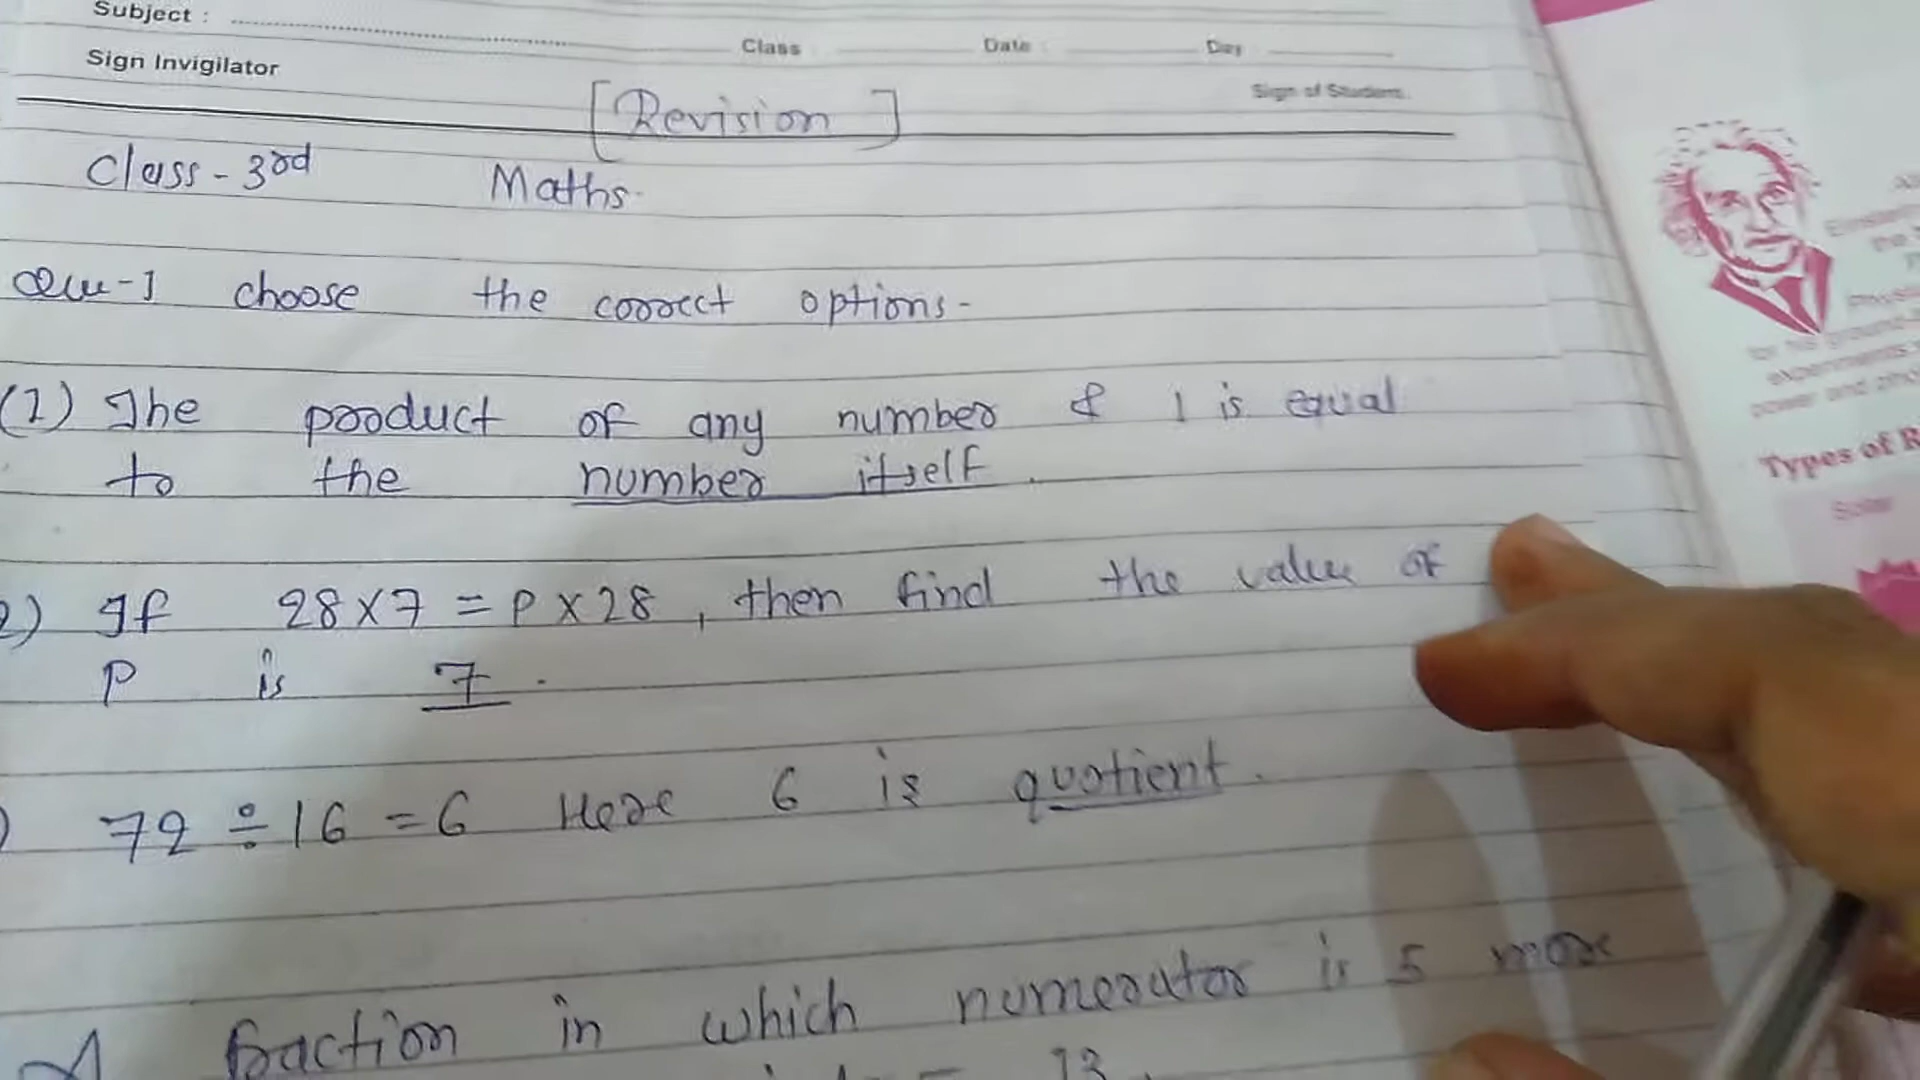 Subject :
Class Date Day
Sign Invigilator
Sign of Student
[Revision]
Class - 3rd Maths.
Que-1 choose the correct options-
(1) The product of any number & 1 is equal
to the number itself.
2) If 28 x 7 = P x 28, then find the value of
P is 7.
) 72 ÷ 16 = 6 Here 6 is quotient.
A fraction in which numerator is 5 more
13
Types of R
Solar